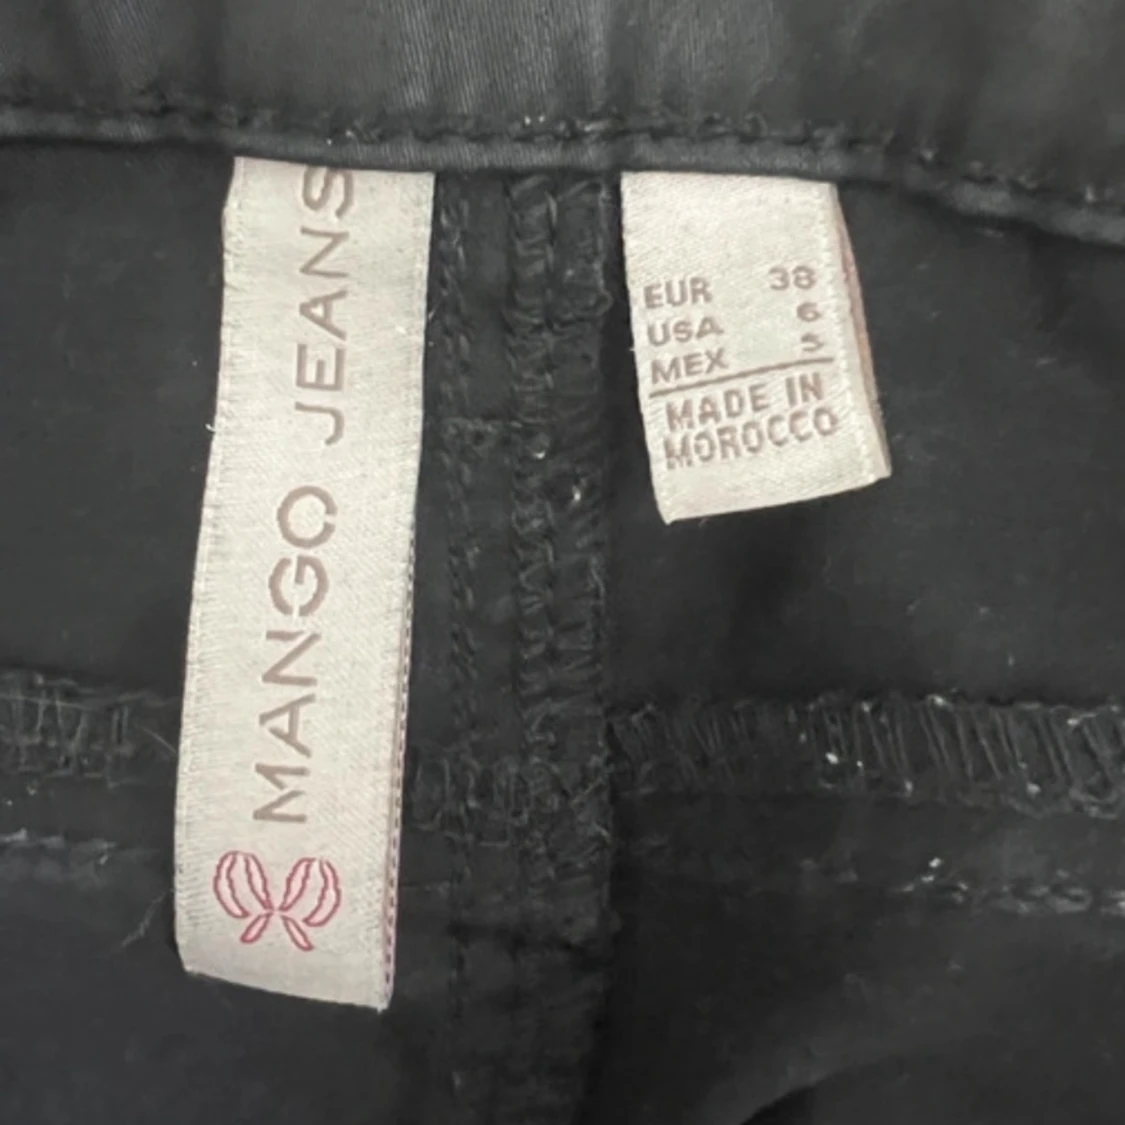 MANGO JEANS
EUR 38
USA 6
MEX 5
MADE IN
MOROCCO